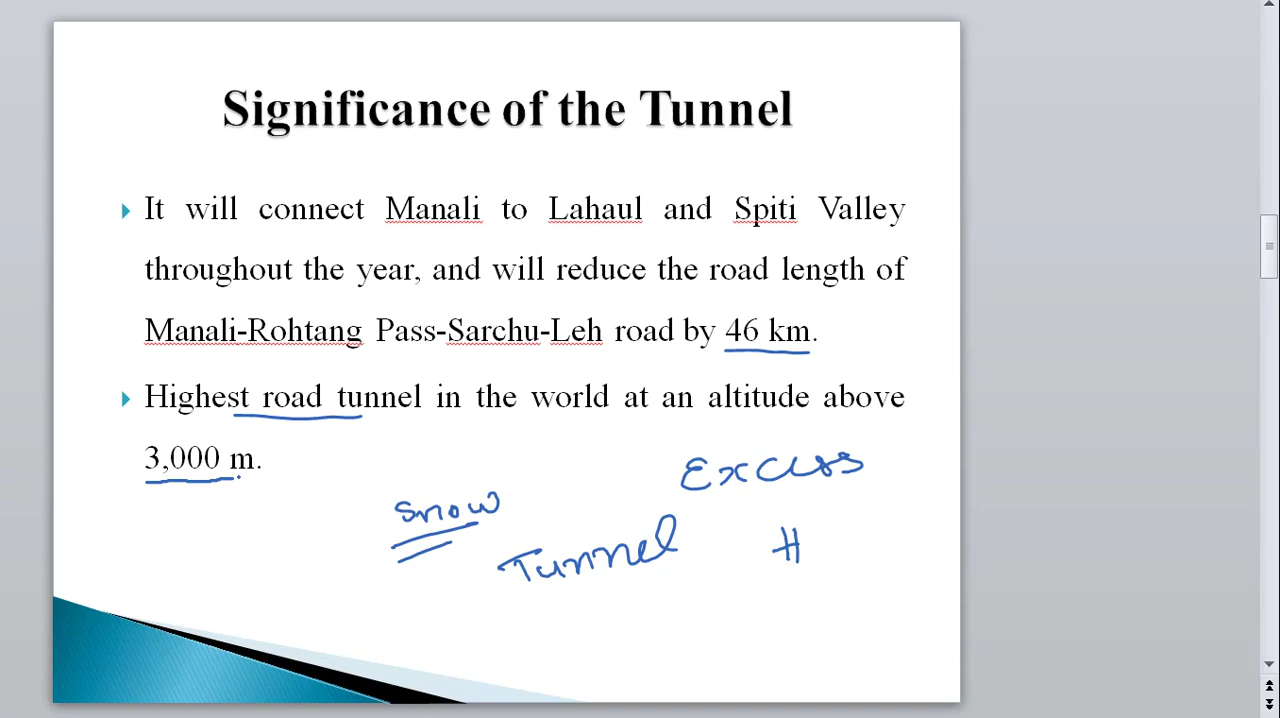 Significance of the Tunnel
It will connect Manali to Lahaul and Spiti Valley
throughout the year, and will reduce the road length of
Manali-Rohtang Pass-Sarchu-Leh road by 46 km.
Highest road tunnel in the world at an altitude above
3,000 m.
Excess
Snow
Tunnel
H